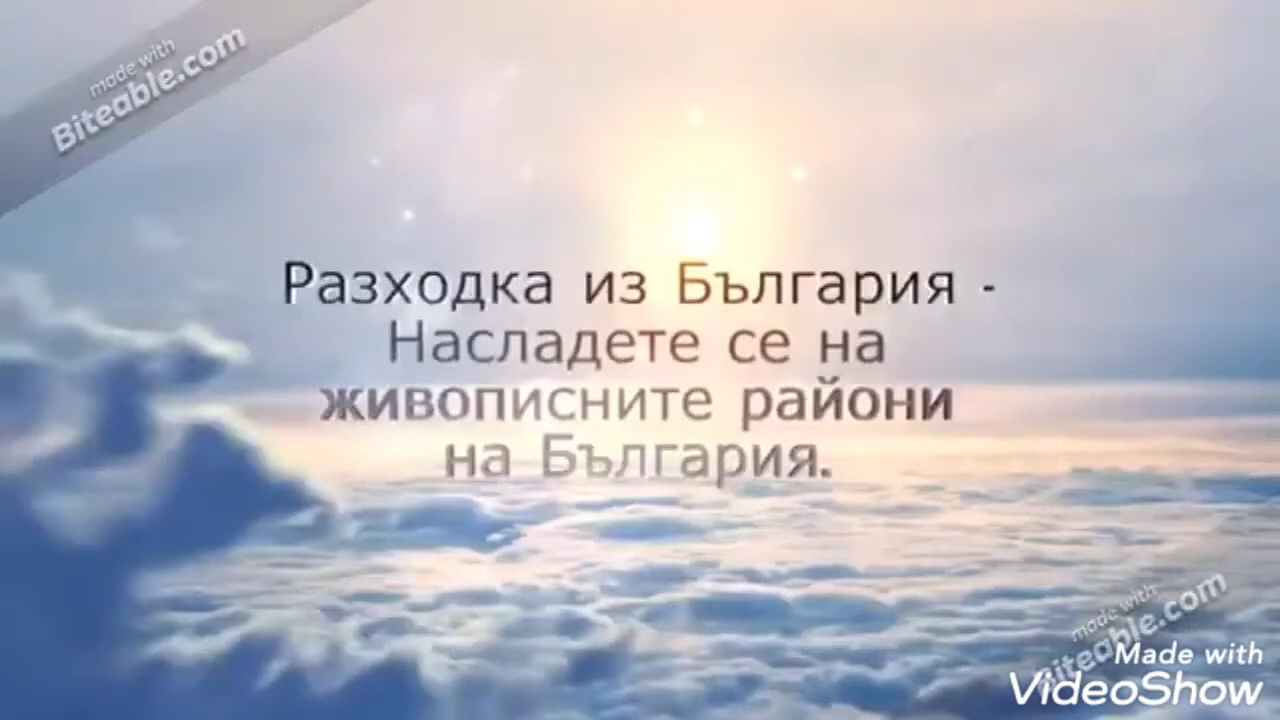 made with
Biteable.com
Разходка из България -
Насладете се на
живописните райони
на България.
made with
Biteable.com
Made with
VideoShow